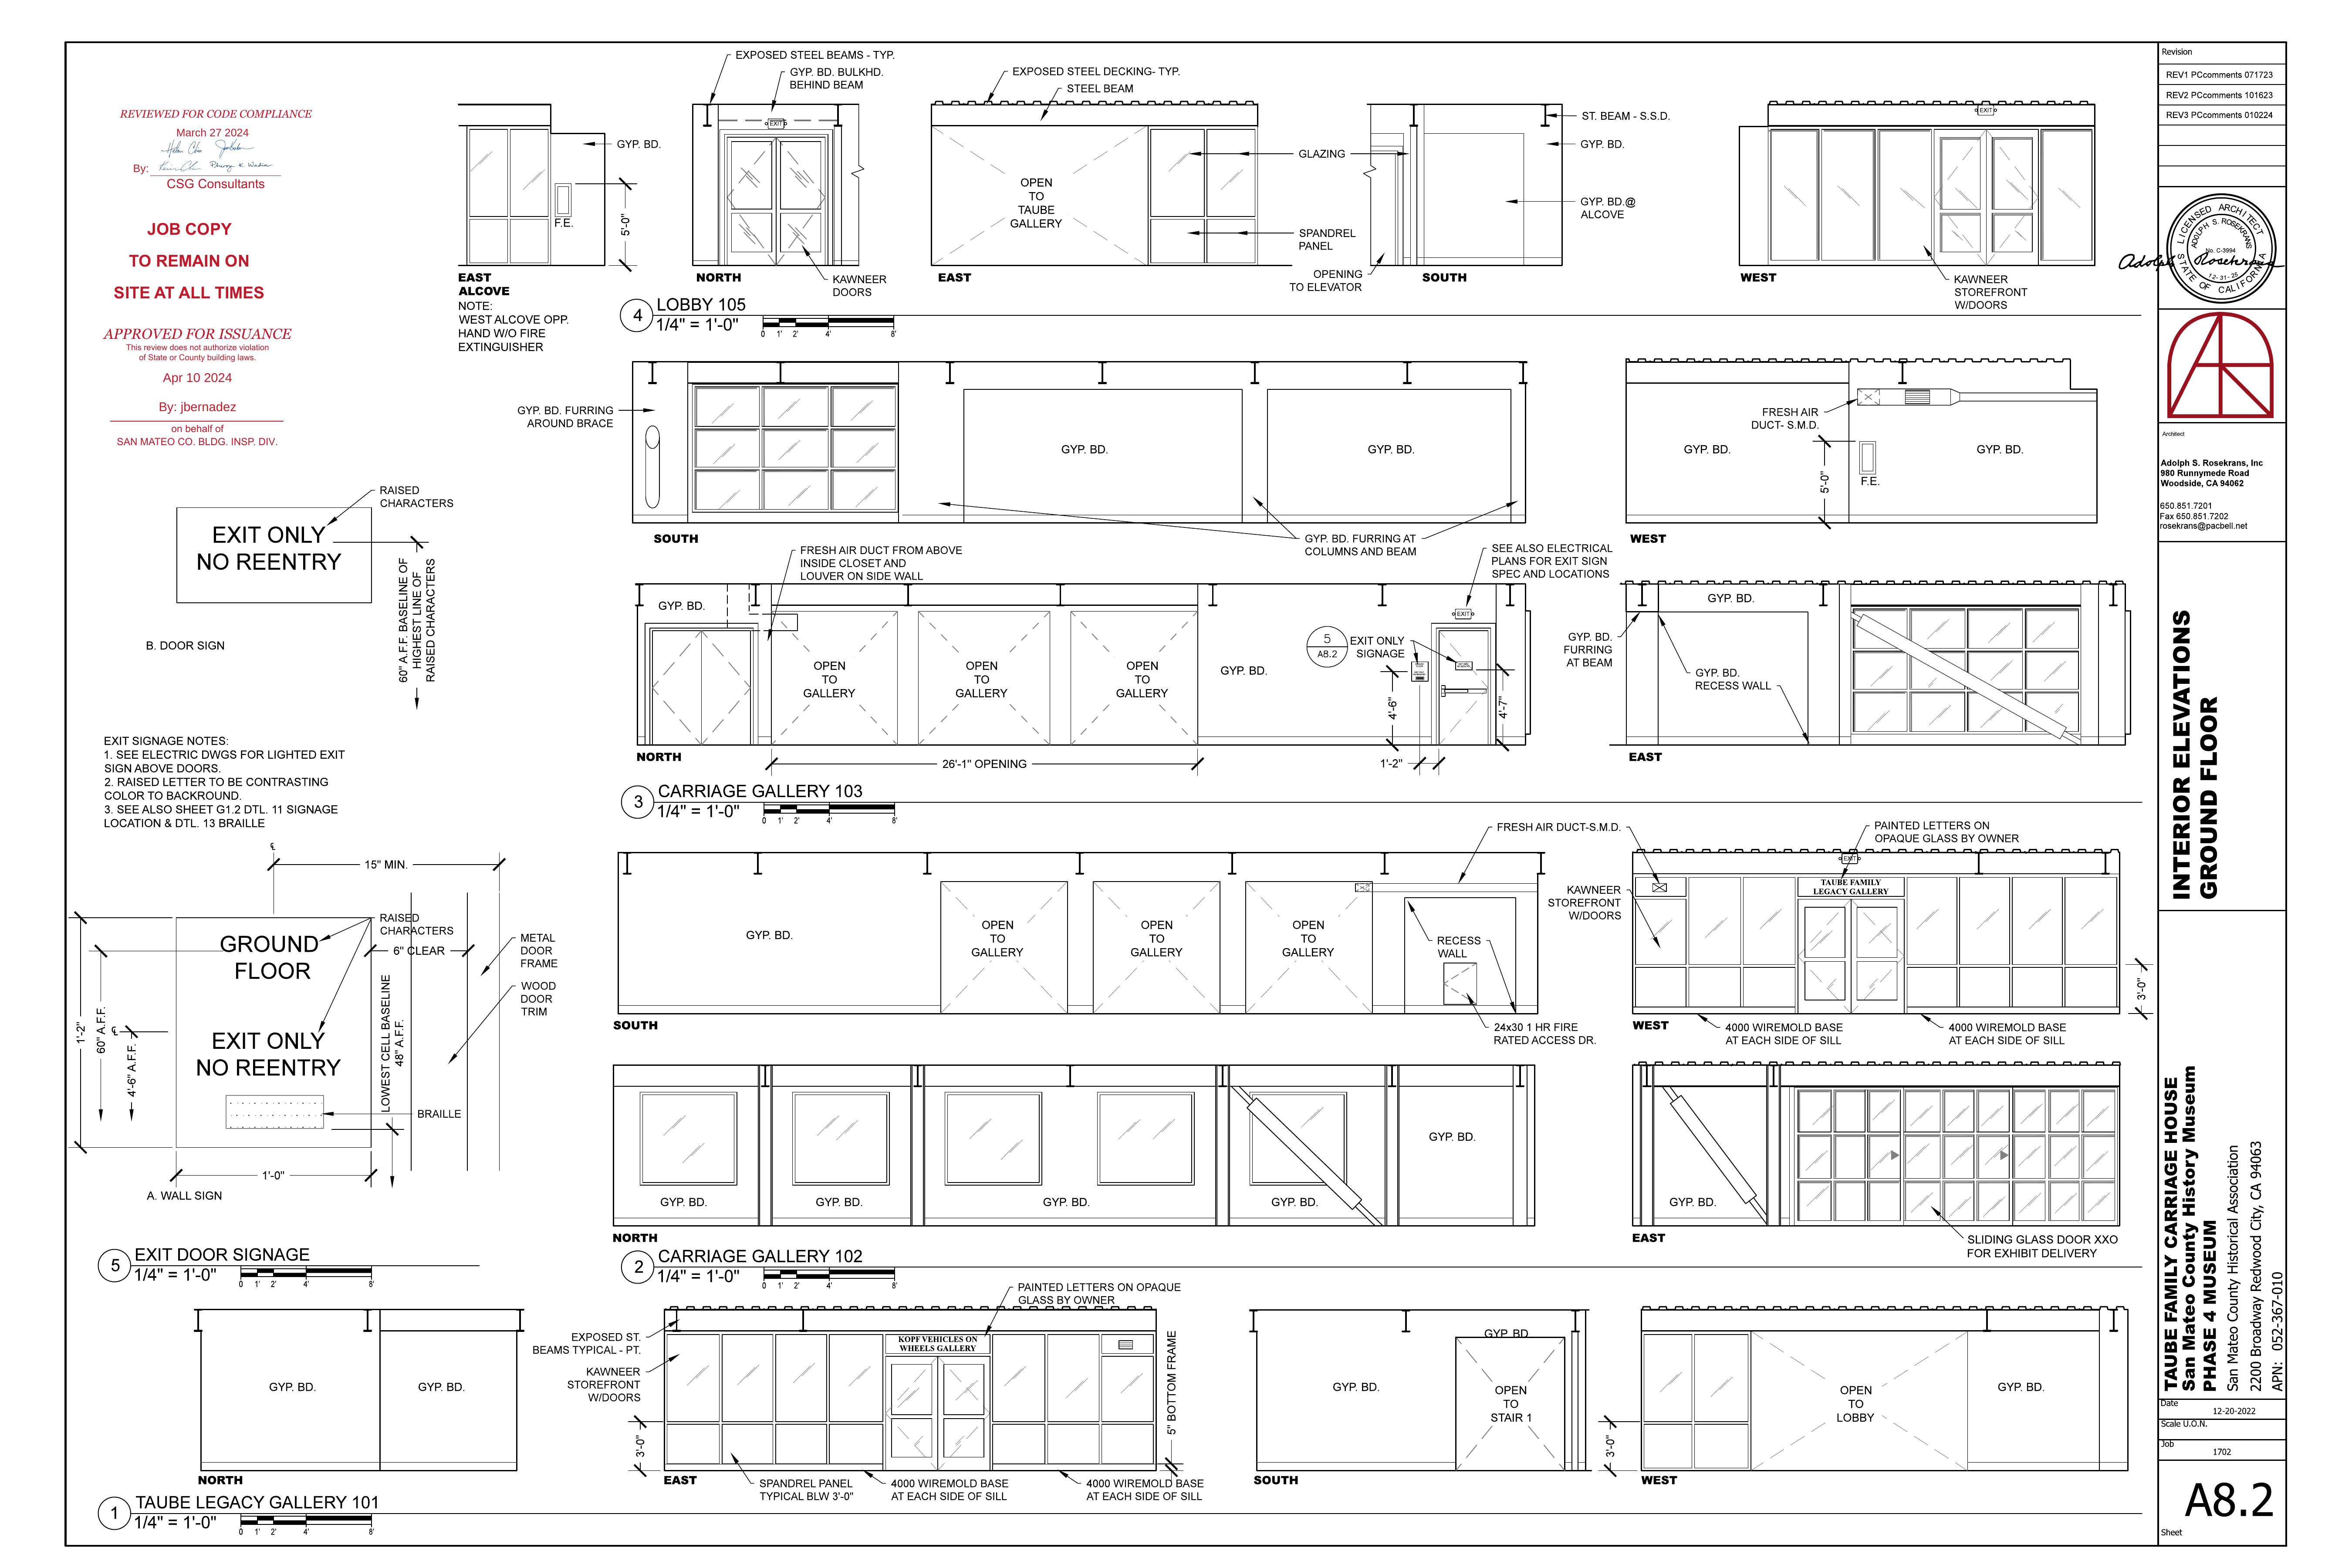 REVIEWED FOR CODE COMPLIANCE
March 27 2024
By:
CSG Consultants
JOB COPY
TO REMAIN ON
SITE AT ALL TIMES
APPROVED FOR ISSUANCE
This review does not authorize violation
of State or County building laws.
Apr 10 2024
By: jbernadez
on behalf of
SAN MATEO CO. BLDG. INSP. DIV.
EXPOSED STEEL BEAMS - TYP.
GYP. BD. BULKHD.
BEHIND BEAM
EXPOSED STEEL DECKING- TYP.
STEEL BEAM
GYP. BD.
F.E.
5'-0"
EXIT
OPEN
TO
TAUBE
GALLERY
GLAZING
SPANDREL
PANEL
OPENING
TO ELEVATOR
ST. BEAM - S.S.D.
GYP. BD.
GYP. BD.@
ALCOVE
EXIT
KAWNEER
STOREFRONT
W/DOORS
KAWNEER
DOORS
EAST
ALCOVE
NOTE:
WEST ALCOVE OPP.
HAND W/O FIRE
EXTINGUISHER
NORTH
EAST
SOUTH
WEST
4
LOBBY 105
1/4" = 1'-0"
0 1' 2' 4' 8'
GYP. BD. FURRING
AROUND BRACE
GYP. BD.
GYP. BD.
SOUTH
GYP. BD. FURRING AT
COLUMNS AND BEAM
FRESH AIR
DUCT- S.M.D.
GYP. BD.
GYP. BD.
5'-0"
F.E.
WEST
FRESH AIR DUCT FROM ABOVE
INSIDE CLOSET AND
LOUVER ON SIDE WALL
SEE ALSO ELECTRICAL
PLANS FOR EXIT SIGN
SPEC AND LOCATIONS
GYP. BD.
OPEN
TO
GALLERY
OPEN
TO
GALLERY
OPEN
TO
GALLERY
GYP. BD.
5
A8.2
EXIT ONLY
SIGNAGE
EXIT
4'-6"
4'-7"
NORTH
26'-1" OPENING
1'-2"
GYP. BD.
GYP. BD.
FURRING
AT BEAM
GYP. BD.
RECESS WALL
EAST
3
CARRIAGE GALLERY 103
1/4" = 1'-0"
0 1' 2' 4' 8'
RAISED
CHARACTERS
EXIT ONLY
NO REENTRY
60" A.F.F. BASELINE OF
HIGHEST LINE OF
RAISED CHARACTERS
B. DOOR SIGN
EXIT SIGNAGE NOTES:
1. SEE ELECTRIC DWGS FOR LIGHTED EXIT
SIGN ABOVE DOORS.
2. RAISED LETTER TO BE CONTRASTING
COLOR TO BACKROUND.
3. SEE ALSO SHEET G1.2 DTL. 11 SIGNAGE
LOCATION & DTL. 13 BRAILLE
15" MIN.
RAISED
CHARACTERS
6" CLEAR
METAL
DOOR
FRAME
WOOD
DOOR
TRIM
GROUND
FLOOR
EXIT ONLY
NO REENTRY
1'-2"
60" A.F.F.
4'-6" A.F.F.
LOWEST CELL BASELINE
48" A.F.F.
BRAILLE
1'-0"
A. WALL SIGN
5
EXIT DOOR SIGNAGE
1/4" = 1'-0"
0 1' 2' 4' 8'
GYP. BD.
OPEN
TO
GALLERY
OPEN
TO
GALLERY
OPEN
TO
GALLERY
FRESH AIR DUCT-S.M.D.
RECESS
WALL
SOUTH
24x30 1 HR FIRE
RATED ACCESS DR.
PAINTED LETTERS ON
OPAQUE GLASS BY OWNER
KAWNEER
STOREFRONT
W/DOORS
EXIT
TAUBE FAMILY
LEGACY GALLERY
3'-0"
WEST
4000 WIREMOLD BASE
AT EACH SIDE OF SILL
4000 WIREMOLD BASE
AT EACH SIDE OF SILL
GYP. BD.
GYP. BD.
GYP. BD.
GYP. BD.
GYP. BD.
NORTH
GYP. BD.
EAST
SLIDING GLASS DOOR XXO
FOR EXHIBIT DELIVERY
2
CARRIAGE GALLERY 102
1/4" = 1'-0"
0 1' 2' 4' 8'
GYP. BD.
GYP. BD.
NORTH
PAINTED LETTERS ON OPAQUE
GLASS BY OWNER
EXPOSED ST.
BEAMS TYPICAL - PT.
KAWNEER
STOREFRONT
W/DOORS
KOPF VEHICLES ON
WHEELS GALLERY
5" BOTTOM FRAME
3'-0"
EAST
SPANDREL PANEL
TYPICAL BLW 3'-0"
4000 WIREMOLD BASE
AT EACH SIDE OF SILL
4000 WIREMOLD BASE
AT EACH SIDE OF SILL
GYP. BD.
GYP. BD
OPEN
TO
STAIR 1
SOUTH
3'-0"
OPEN
TO
LOBBY
GYP. BD.
WEST
1
TAUBE LEGACY GALLERY 101
1/4" = 1'-0"
0 1' 2' 4' 8'
Revision
REV1 PCcomments 071723
REV2 PCcomments 101623
REV3 PCcomments 010224
LICENSED ARCHITECT
ADOLPH S. ROSEKRANS
No. C-3994
12-31-25
STATE OF CALIFORNIA
Adolph Rosekrans
Architect
Adolph S. Rosekrans, Inc
980 Runnymede Road
Woodside, CA 94062
650.851.7201
Fax 650.851.7202
rosekrans@pacbell.net
INTERIOR ELEVATIONS
GROUND FLOOR
TAUBE FAMILY CARRIAGE HOUSE
San Mateo County History Museum
PHASE 4 MUSEUM
San Mateo County Historical Association
2200 Broadway Redwood City, CA 94063
APN: 052-367-010
Date
12-20-2022
Scale U.O.N.
Job
1702
A8.2
Sheet